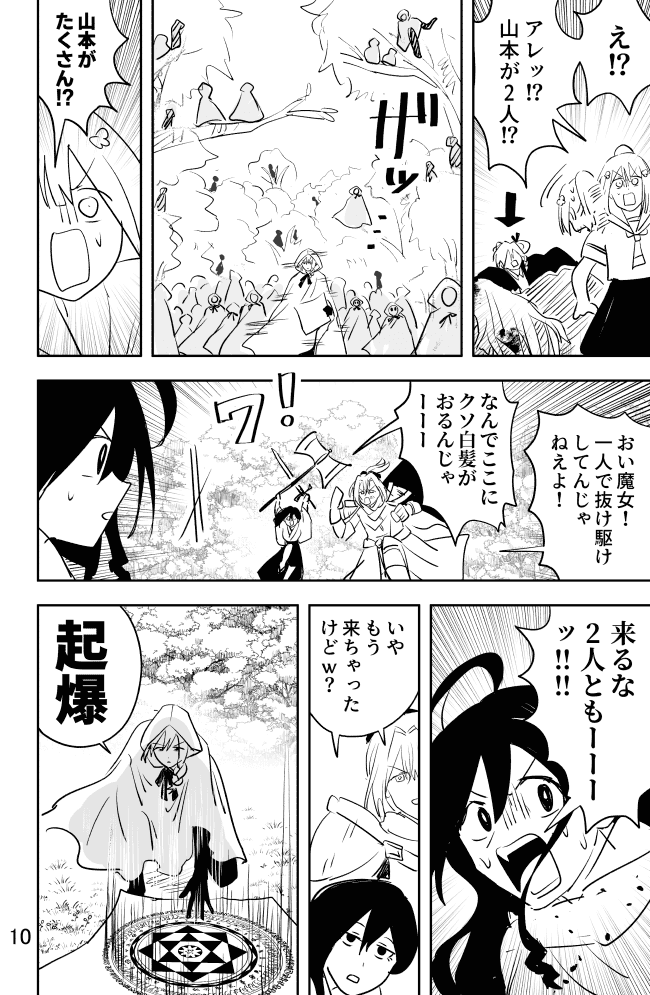 え!?
アレッ!?
山本が2人!?
ザッ
山本が
たくさん!?
おい魔女!
一人で抜け駆け
してんじゃ
ねえよ!
なんでここに
クソ白髪が
おるんじゃ
ーーー
ワ!
来るな
2人ともーーー
ッ!!!
いや
もう
来ちゃった
けどw?
起爆
10